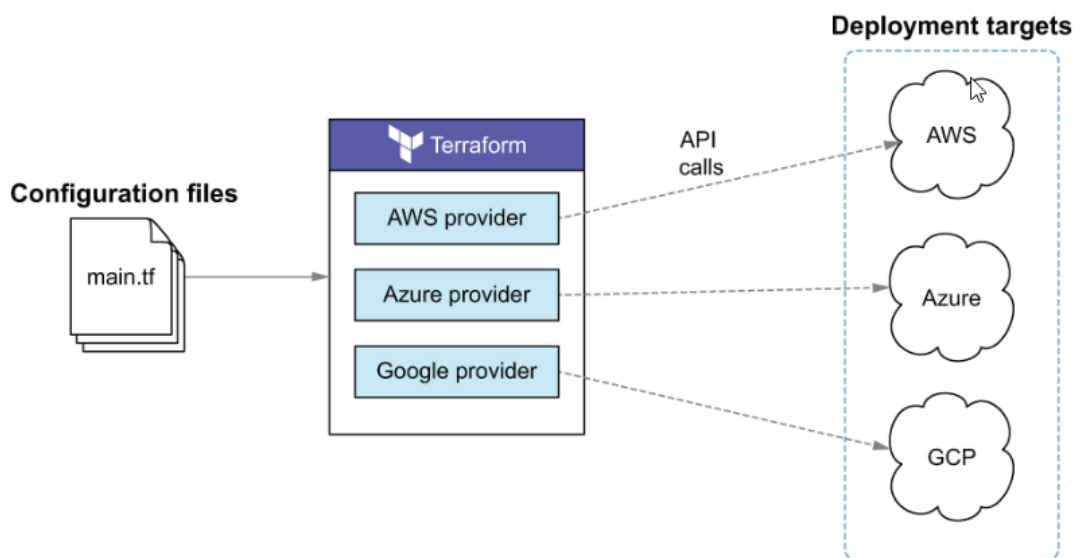 Deployment targets
AWS
API
calls
Terraform
Configuration files
AWS provider
main.tf
Azure provider
Azure
Google provider
GCP